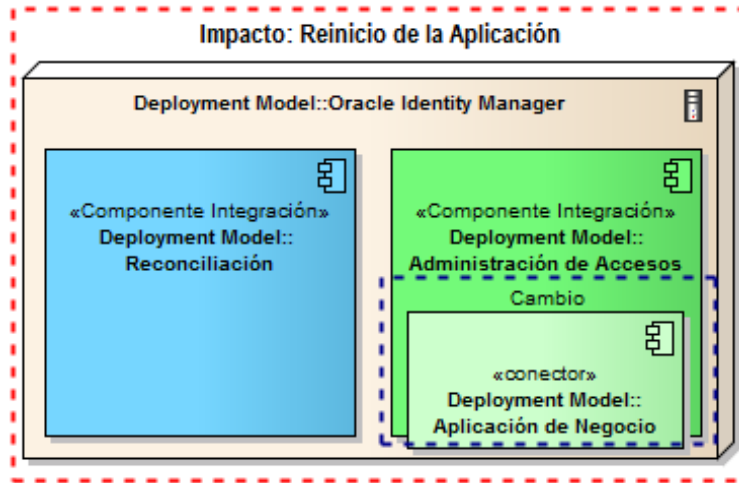 Impacto: Reinicio de la Aplicación
Deployment Model::Oracle Identity Manager
«Componente Integración»
Deployment Model::
Reconciliación
«Componente Integración»
Deployment Model::
Administración de Accesos
Cambio
«conector»
Deployment Model::
Aplicación de Negocio